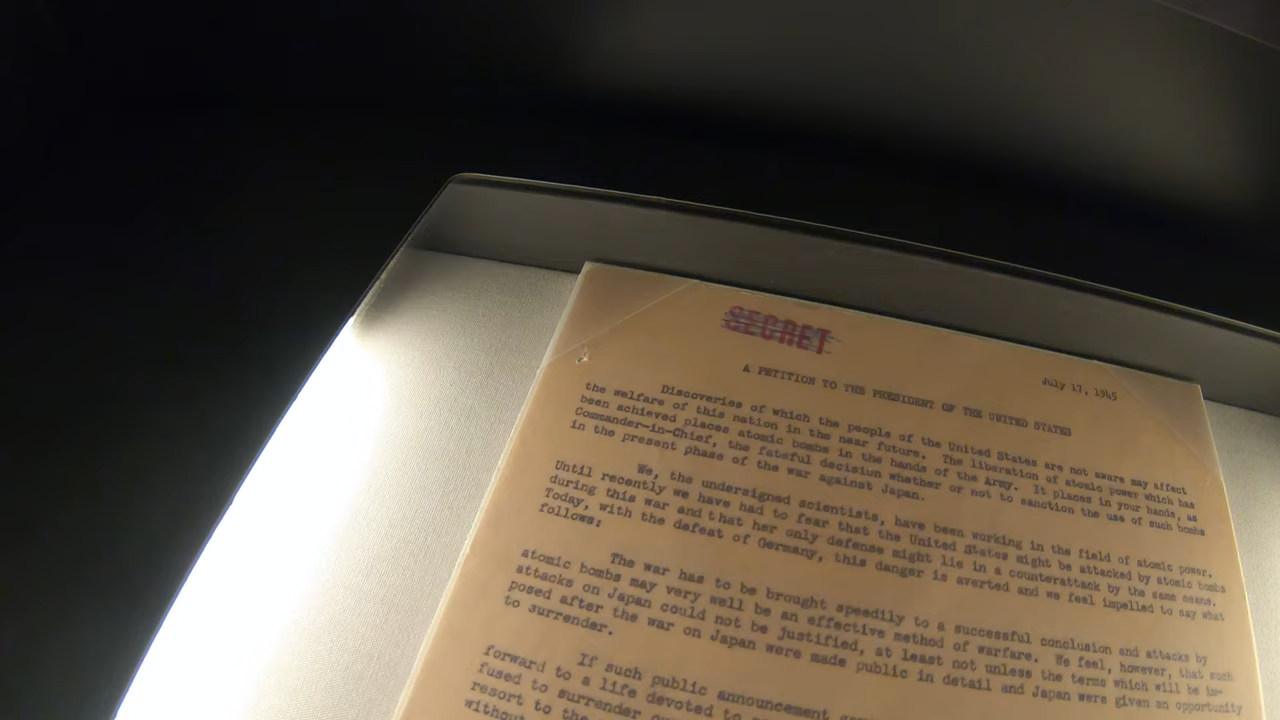 SECRET
July 17, 1945
A PETITION TO THE PRESIDENT OF THE UNITED STATES
Discoveries of which the people of the United States are not aware may affect
the welfare of this nation in the near future. The liberation of atomic power which has
been achieved places atomic bombs in the hands of the Army. It places in your hands, as
Commander-in-Chief, the fateful decision whether or not to sanction the use of such bombs
in the present phase of the war against Japan.
We, the undersigned scientists, have been working in the field of atomic power.
Until recently we have had to fear that the United States might be attacked by atomic bombs
during this war and that her only defense might lie in a counterattack by the same means.
Today, with the defeat of Germany, this danger is averted and we feel impelled to say what
follows:
The war has to be brought speedily to a successful conclusion and attacks by
atomic bombs may very well be an effective method of warfare. We feel, however, that such
attacks on Japan could not be justified, at least not unless the terms which will be im-
posed after the war on Japan were made public in detail and Japan were given an opportunity
to surrender.
If such public announcement
forward to a life devoted to
fused to surrender
resort to the
without